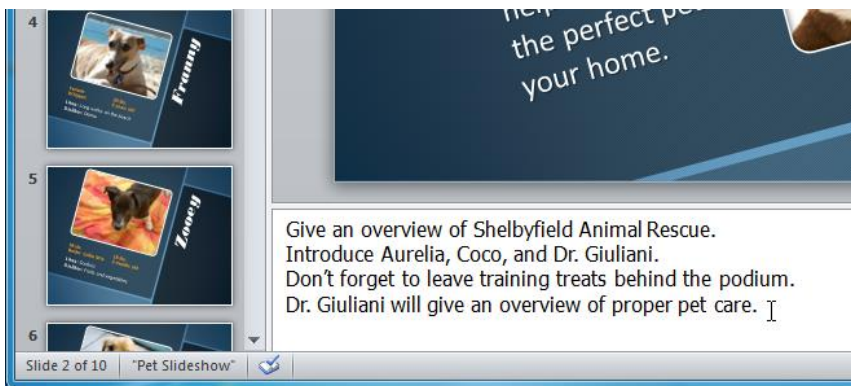 4
Franny
5
Zooey
6
the perfect
your home.
Give an overview of Shelbyfield Animal Rescue.
Introduce Aurelia, Coco, and Dr. Giuliani.
Don't forget to leave training treats behind the podium.
Dr. Giuliani will give an overview of proper pet care.
Slide 2 of 10 "Pet Slideshow"